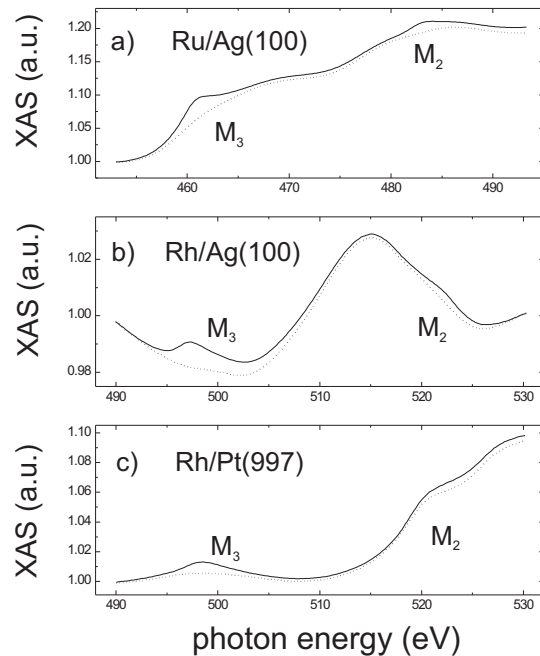 XAS (a.u.)
1.20
1.15
1.10
1.05
1.00
a) Ru/Ag(100)
M3
M2
460 470 480 490
XAS (a.u.)
1.02
1.00
0.98
b) Rh/Ag(100)
M3
M2
490 500 510 520 530
XAS (a.u.)
1.10
1.08
1.06
1.04
1.02
1.00
c) Rh/Pt(997)
M3
M2
490 500 510 520 530
photon energy (eV)